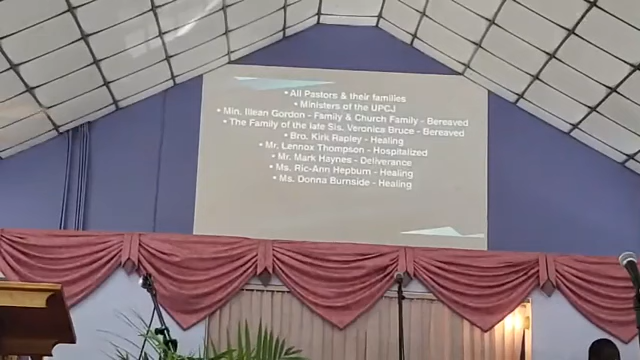 • All Pastors & their families
• Ministers of the UPCJ
• Min. Illean Gordon - Family & Church Family - Bereaved
• The Family of the late Sis. Veronica Bruce - Bereaved
• Bro. Kirk Rapley - Healing
• Mr. Lennox Thompson - Hospitalized
• Mr. Mark Haynes - Deliverance
• Ms. Ric-Ann Hepburn - Healing
• Ms. Donna Burnside - Healing